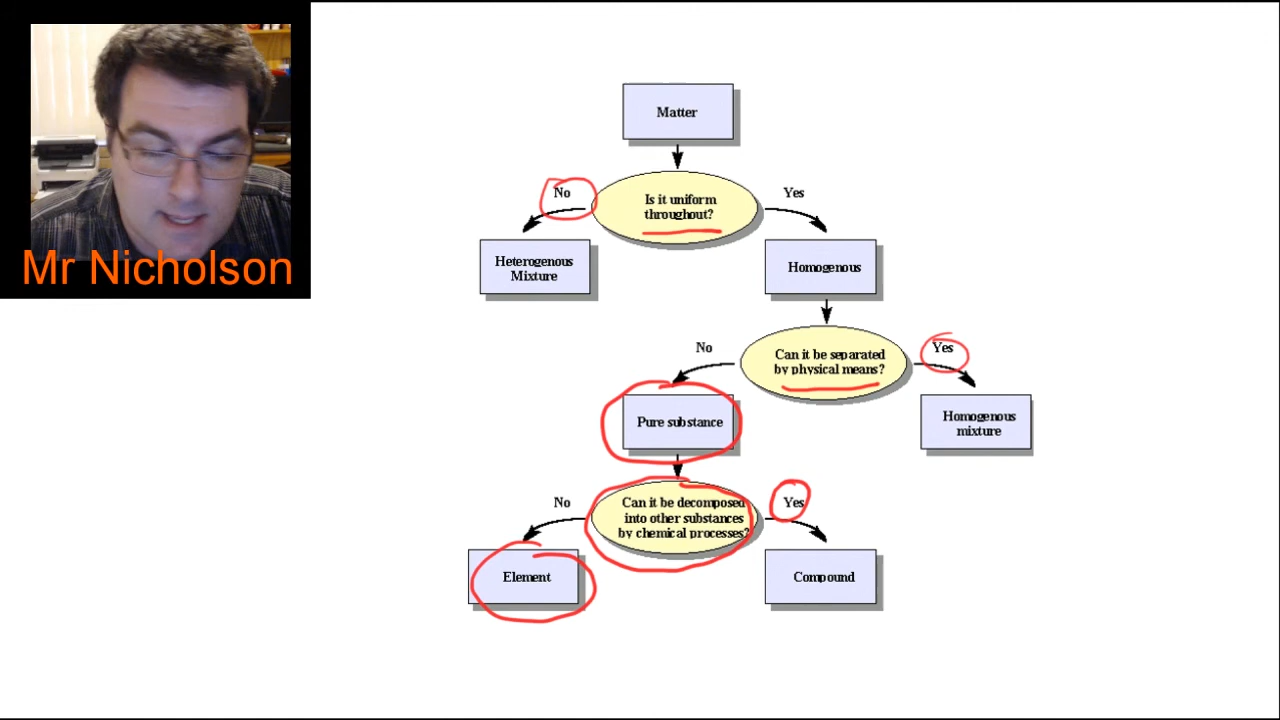 Mr Nicholson
Matter
Is it uniform
throughout?
No
Yes
Heterogenous
Mixture
Homogenous
Can it be separated
by physical means?
No
Yes
Pure substance
Homogenous
mixture
Can it be decomposed
into other substances
by chemical processes?
No
Yes
Element
Compound